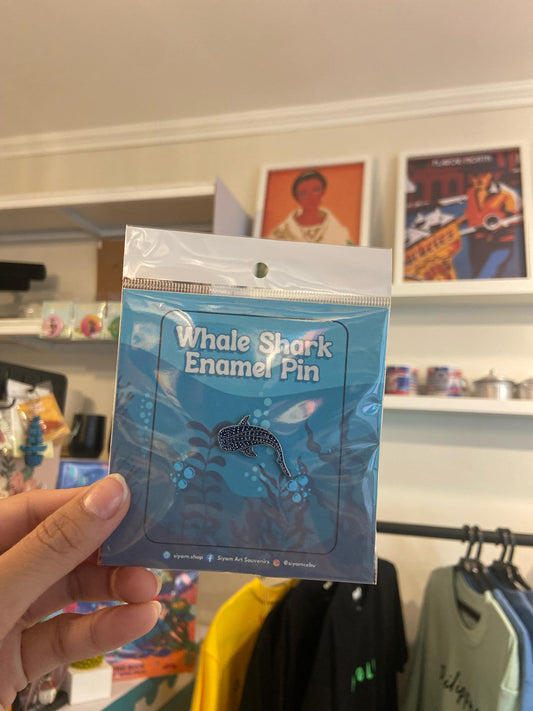 Whale Shark
Enamel Pin
siyam.shop
Siyam Art Souvenirs
@siyamcebu